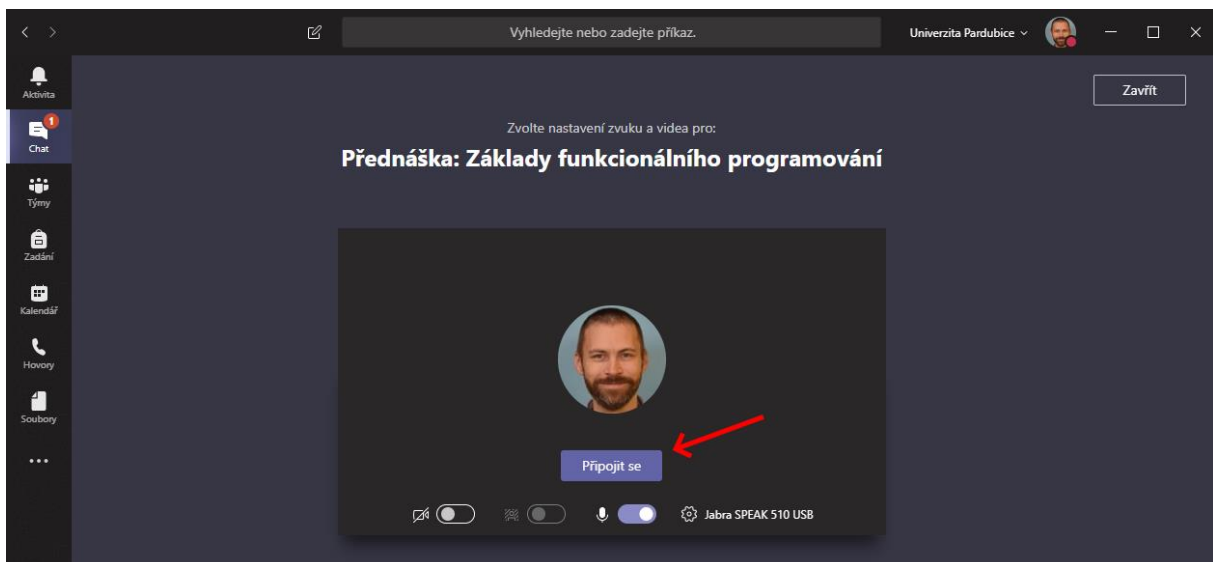 Vyhledejte nebo zadejte příkaz.
Univerzita Pardubice
Aktivita
1
Chat
Týmy
Zadání
Kalendář
Hovory
Soubory
Zavřít
Zvolte nastavení zvuku a videa pro:
Přednáška: Základy funkcionálního programování
Připojit se
Jabra SPEAK 510 USB